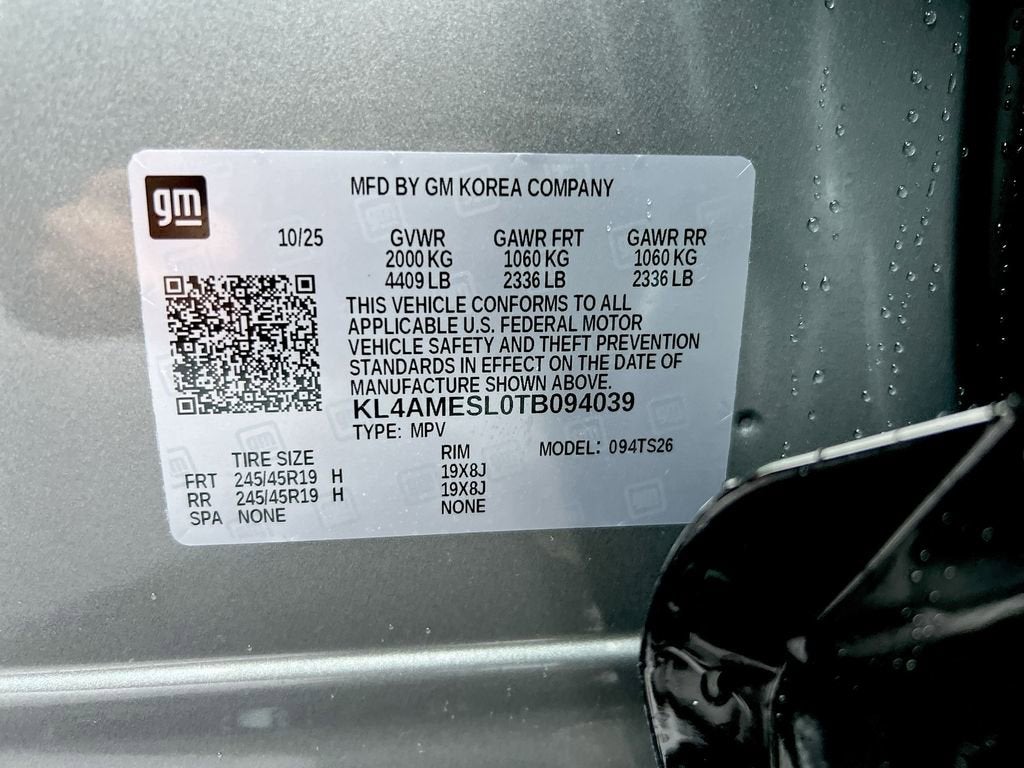 gm
MFD BY GM KOREA COMPANY
10/25 GVWR GAWR FRT GAWR RR
2000 KG 1060 KG 1060 KG
4409 LB 2336 LB 2336 LB
THIS VEHICLE CONFORMS TO ALL
APPLICABLE U.S. FEDERAL MOTOR
VEHICLE SAFETY AND THEFT PREVENTION
STANDARDS IN EFFECT ON THE DATE OF
MANUFACTURE SHOWN ABOVE.
KL4AMESL0TB094039
TYPE: MPV
TIRE SIZE RIM MODEL: 094TS26
FRT 245/45R19 H 19X8J
RR 245/45R19 H 19X8J
SPA NONE NONE